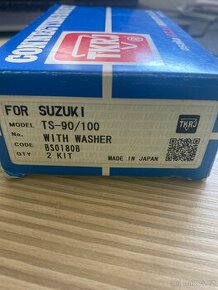 TKRJ
FOR SUZUKI
MODEL TS-90/100
No. WITH WASHER
CODE BS0180B
QTY 2 KIT
TKRJ
MADE IN JAPAN